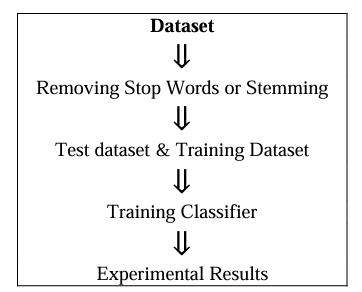 Dataset
⇓
Removing Stop Words or Stemming
⇓
Test dataset & Training Dataset
⇓
Training Classifier
⇓
Experimental Results